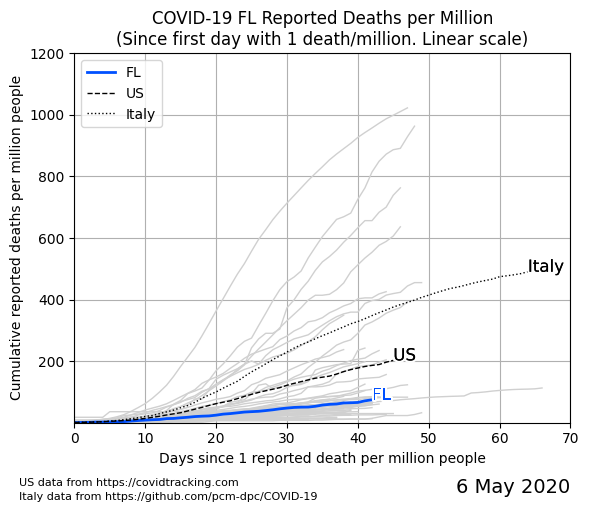 COVID-19 FL Reported Deaths per Million
(Since first day with 1 death/million. Linear scale)
Cumulative reported deaths per million people
1200
1000
800
600
400
200
FL
US
Italy
Italy
US
FL
0 10 20 30 40 50 60 70
Days since 1 reported death per million people
US data from https://covidtracking.com
Italy data from https://github.com/pcm-dpc/COVID-19
6 May 2020